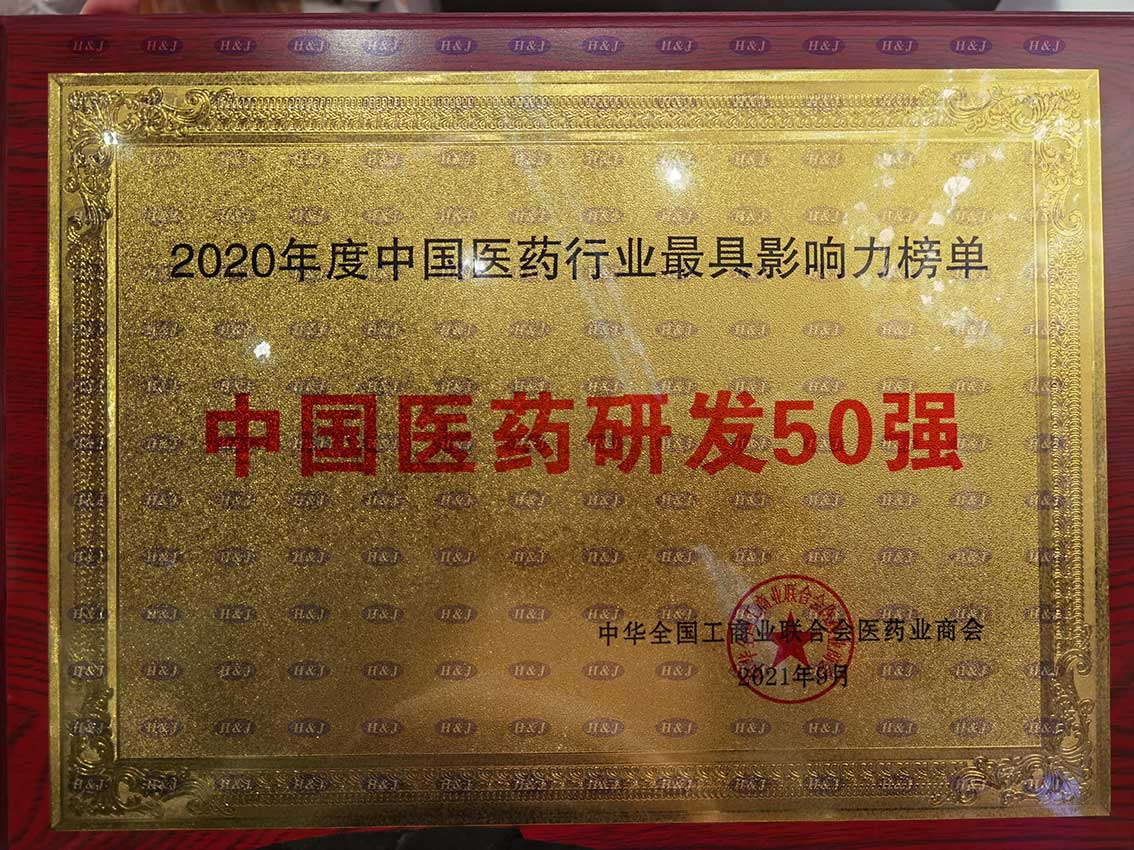 2020年度中国医药行业最具影响力榜单
中国医药研发50强
中华全国工商业联合会医药业商会
2021年9月
H&J